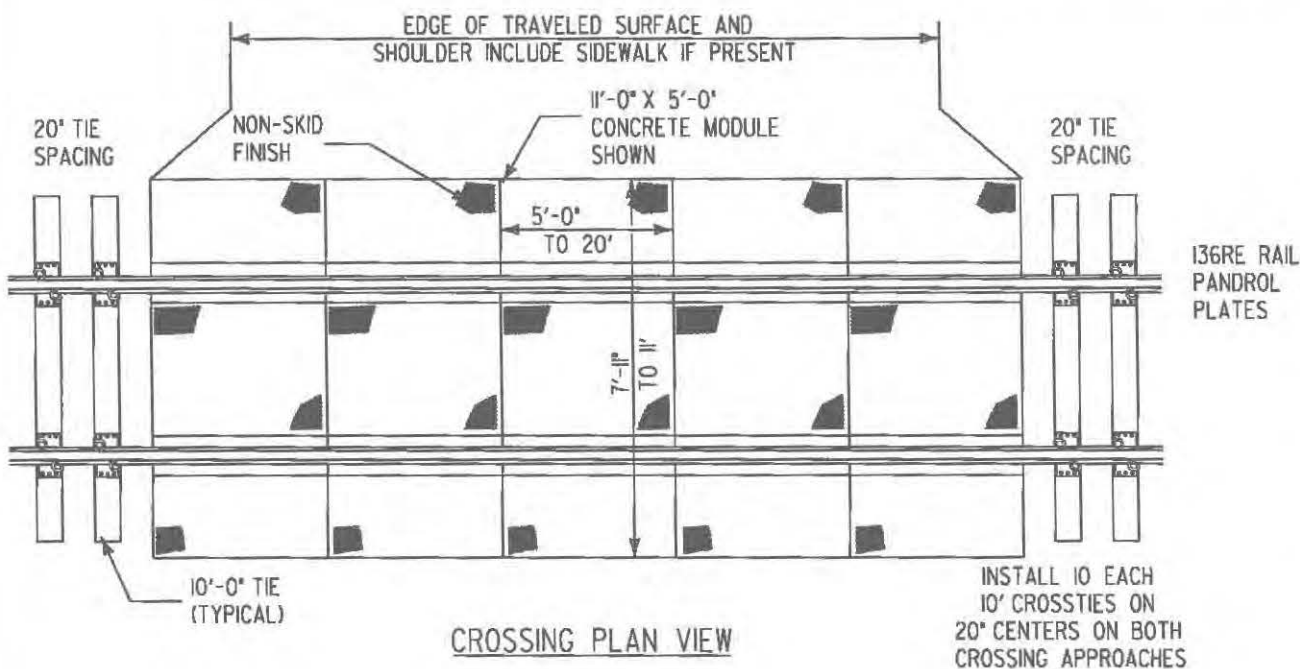 EDGE OF TRAVELED SURFACE AND
SHOULDER INCLUDE SIDEWALK IF PRESENT
20" TIE
SPACING
NON-SKID
FINISH
11'-0" X 5'-0"
CONCRETE MODULE
SHOWN
20" TIE
SPACING
5'-0"
TO 20'
136RE RAIL
PANDROL
PLATES
7'-11"
TO 11'
10'-0" TIE
(TYPICAL)
CROSSING PLAN VIEW
INSTALL 10 EACH
10' CROSSTIES ON
20" CENTERS ON BOTH
CROSSING APPROACHES